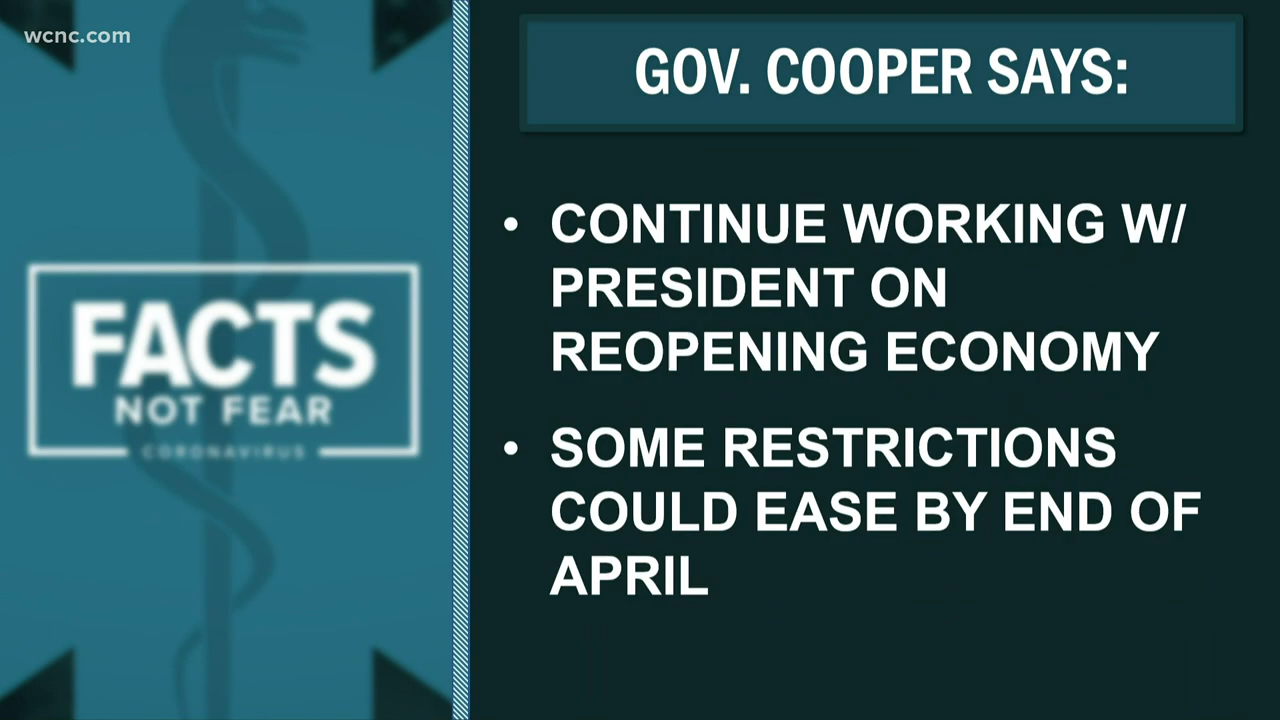 wcnc.com
FACTS
NOT FEAR
CORONAVIRUS
GOV. COOPER SAYS:
• CONTINUE WORKING W/
PRESIDENT ON
REOPENING ECONOMY
• SOME RESTRICTIONS
COULD EASE BY END OF
APRIL